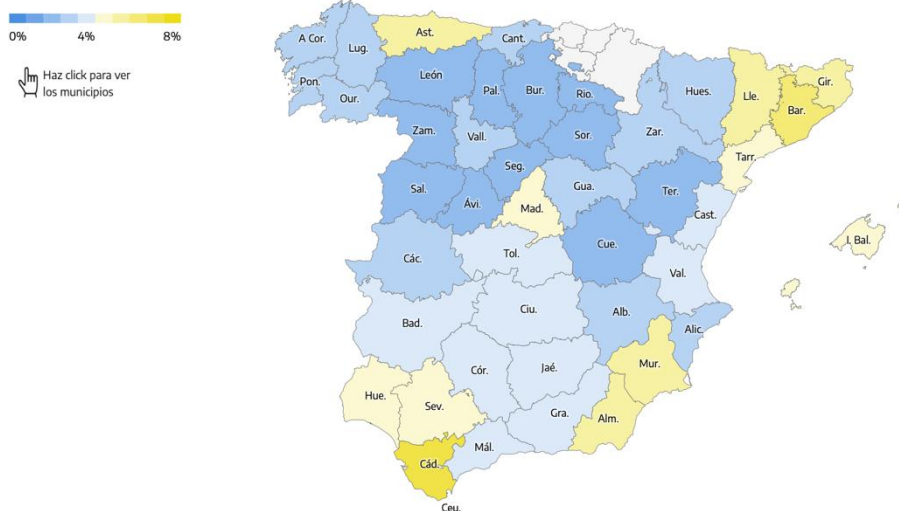 0% 4% 8%
Haz click para ver
los municipios
A Cor.
Lug.
Ast.
Cant.
Pon.
Our.
León
Pal.
Bur.
Rio.
Hues.
Lle.
Gir.
Bar.
Zam.
Vall.
Sor.
Zar.
Tarr.
Seg.
Sal.
Ávi.
Mad.
Gua.
Ter.
Cast.
I. Bal.
Các.
Tol.
Cue.
Val.
Bad.
Ciu.
Alb.
Alic.
Hue.
Sev.
Cór.
Jaé.
Mur.
Gra.
Alm.
Cád.
Mál.
Ceu.